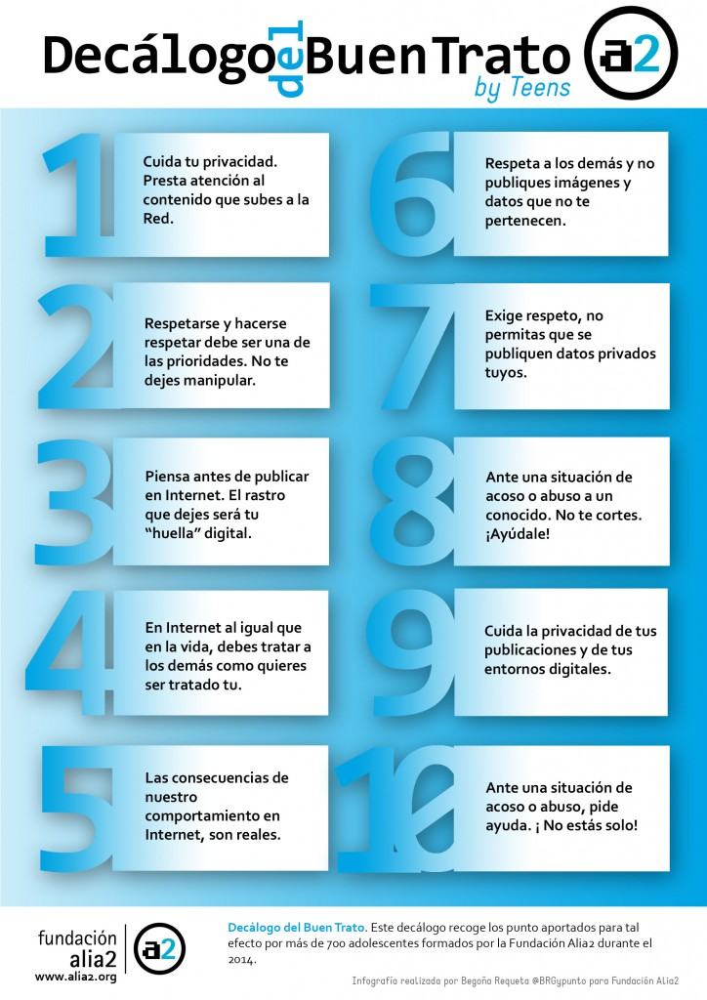 Decálogo del Buen Trato
by Teens
a2
1
Cuida tu privacidad.
Presta atención al
contenido que subes a la
Red.
2
Respetarse y hacerse
respetar debe ser una de
las prioridades. No te
dejes manipular.
3
Piensa antes de publicar
en Internet. El rastro
que dejes será tu
“huella” digital.
4
En Internet al igual que
en la vida, debes tratar a
los demás como quieres
ser tratado tu.
5
Las consecuencias de
nuestro
comportamiento en
Internet, son reales.
6
Respeta a los demás y no
publiques imágenes y
datos que no te
pertenecen.
7
Exige respeto, no
permitas que se
publiquen datos privados
tuyos.
8
Ante una situación de
acoso o abuso a un
conocido. No te cortes.
¡Ayúdale!
9
Cuida la privacidad de tus
publicaciones y de tus
entornos digitales.
10
Ante una situación de
acoso o abuso, pide
ayuda. ¡ No estás solo!
fundación
alia2
www.alia2.org
a2
Decálogo del Buen Trato. Este decálogo recoge los punto aportados para tal
efecto por más de 700 adolescentes formados por la Fundación Alia2 durante el
2014.
Infografía realizada por Begoña Requeta @BRGypunto para Fundación Alia2